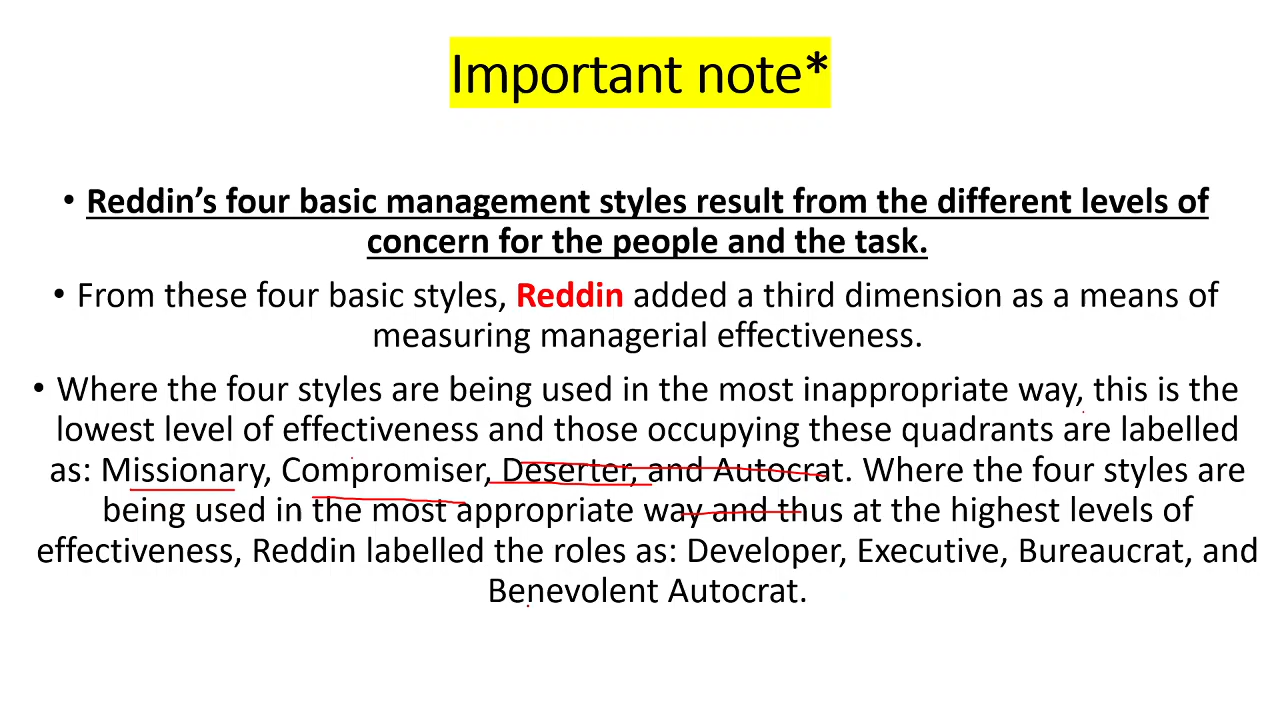 Important note*
• Reddin’s four basic management styles result from the different levels of
concern for the people and the task.
• From these four basic styles, Reddin added a third dimension as a means of
measuring managerial effectiveness.
• Where the four styles are being used in the most inappropriate way, this is the
lowest level of effectiveness and those occupying these quadrants are labelled
as: Missionary, Compromiser, Deserter, and Autocrat. Where the four styles are
being used in the most appropriate way and thus at the highest levels of
effectiveness, Reddin labelled the roles as: Developer, Executive, Bureaucrat, and
Benevolent Autocrat.